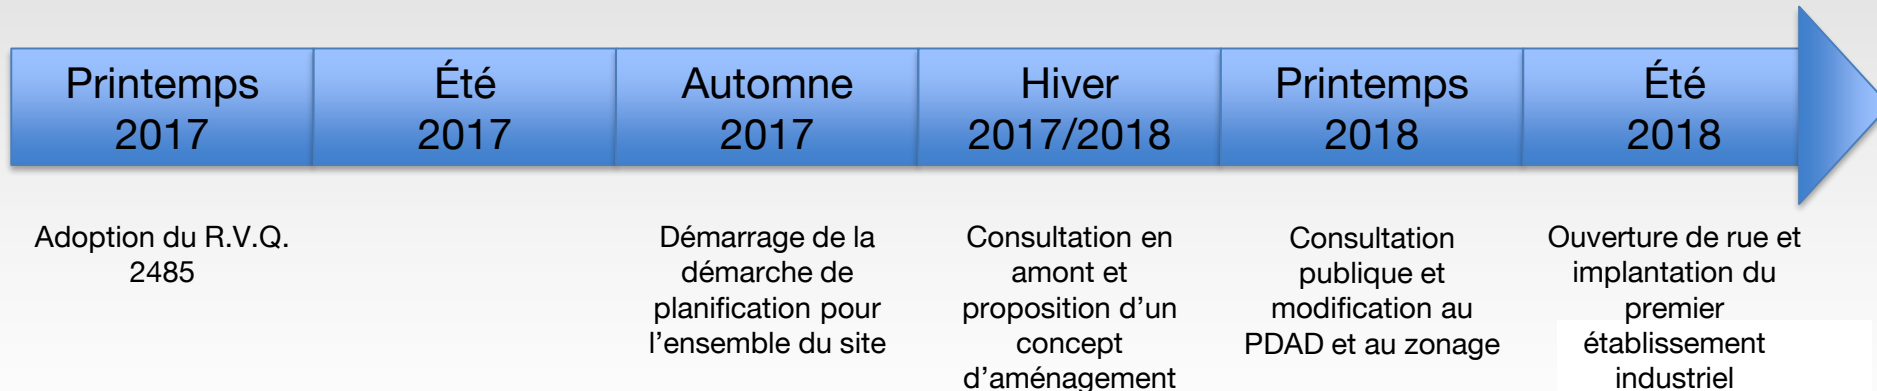 Printemps
2017
Été
2017
Automne
2017
Hiver
2017/2018
Printemps
2018
Été
2018
Adoption du R.V.Q.
2485
Démarrage de la
démarche de
planification pour
l’ensemble du site
Consultation en
amont et
proposition d’un
concept
d’aménagement
Consultation
publique et
modification au
PDAD et au zonage
Ouverture de rue et
implantation du
premier
établissement
industriel